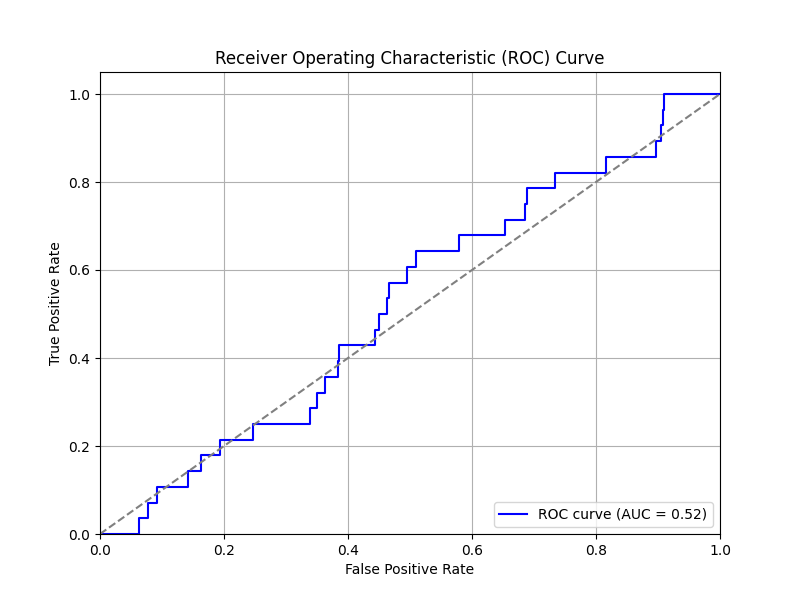 Receiver Operating Characteristic (ROC) Curve
1.0
0.8
0.6
0.4
0.2
0.0
True Positive Rate
ROC curve (AUC = 0.52)
0.0 0.2 0.4 0.6 0.8 1.0
False Positive Rate